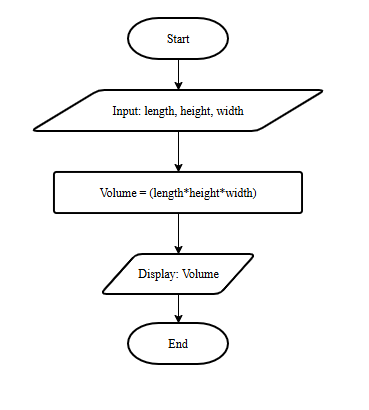 Start
Input: length, height, width
Volume = (length*height*width)
Display: Volume
End